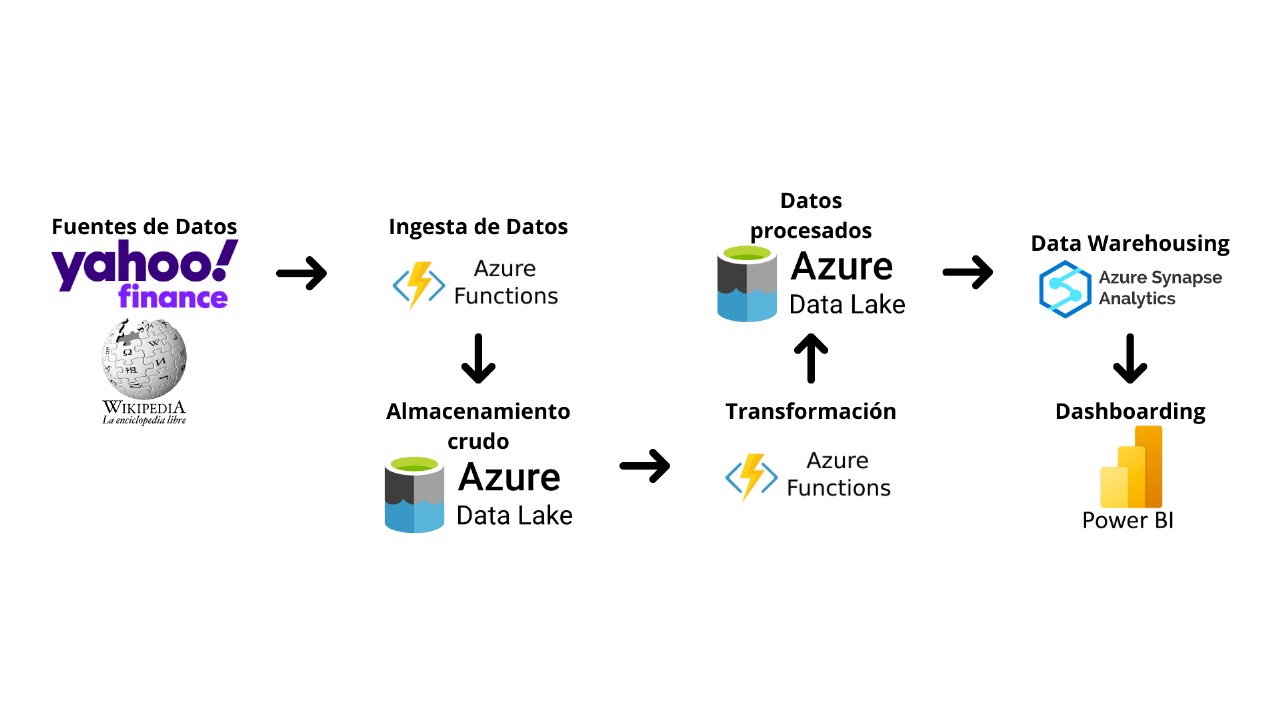 Fuentes de Datos
yahoo!
finance
WIKIPEDIA
La enciclopedia libre
Ingesta de Datos
Azure
Functions
Almacenamiento
crudo
Azure
Data Lake
Transformación
Azure
Functions
Datos
procesados
Azure
Data Lake
Data Warehousing
Azure Synapse
Analytics
Dashboarding
Power BI